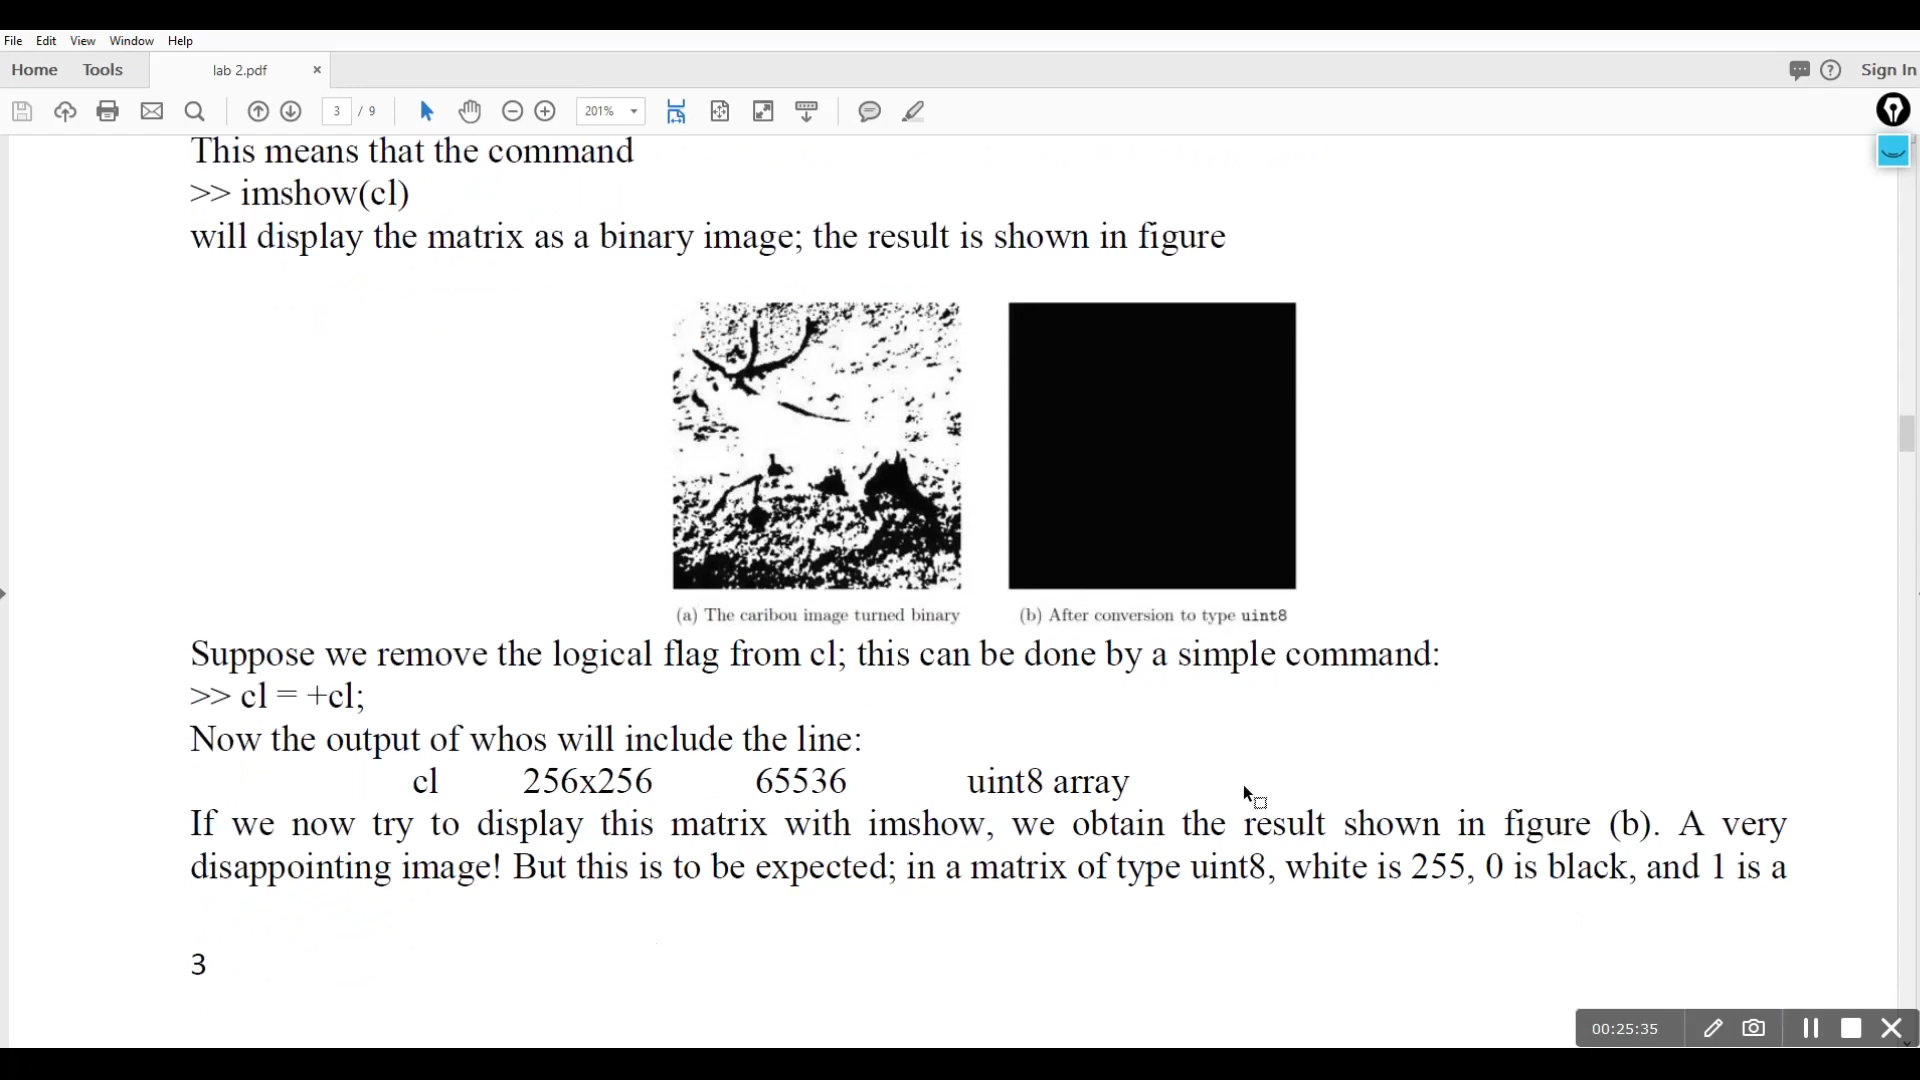 File Edit View Window Help
Home Tools lab 2.pdf × Sign In
3 / 9 201%
This means that the command
>> imshow(cl)
will display the matrix as a binary image; the result is shown in figure
(a) The caribou image turned binary (b) After conversion to type uint8
Suppose we remove the logical flag from cl; this can be done by a simple command:
>> cl = +cl;
Now the output of whos will include the line:
cl 256x256 65536 uint8 array
If we now try to display this matrix with imshow, we obtain the result shown in figure (b). A very
disappointing image! But this is to be expected; in a matrix of type uint8, white is 255, 0 is black, and 1 is a
3
00:25:35